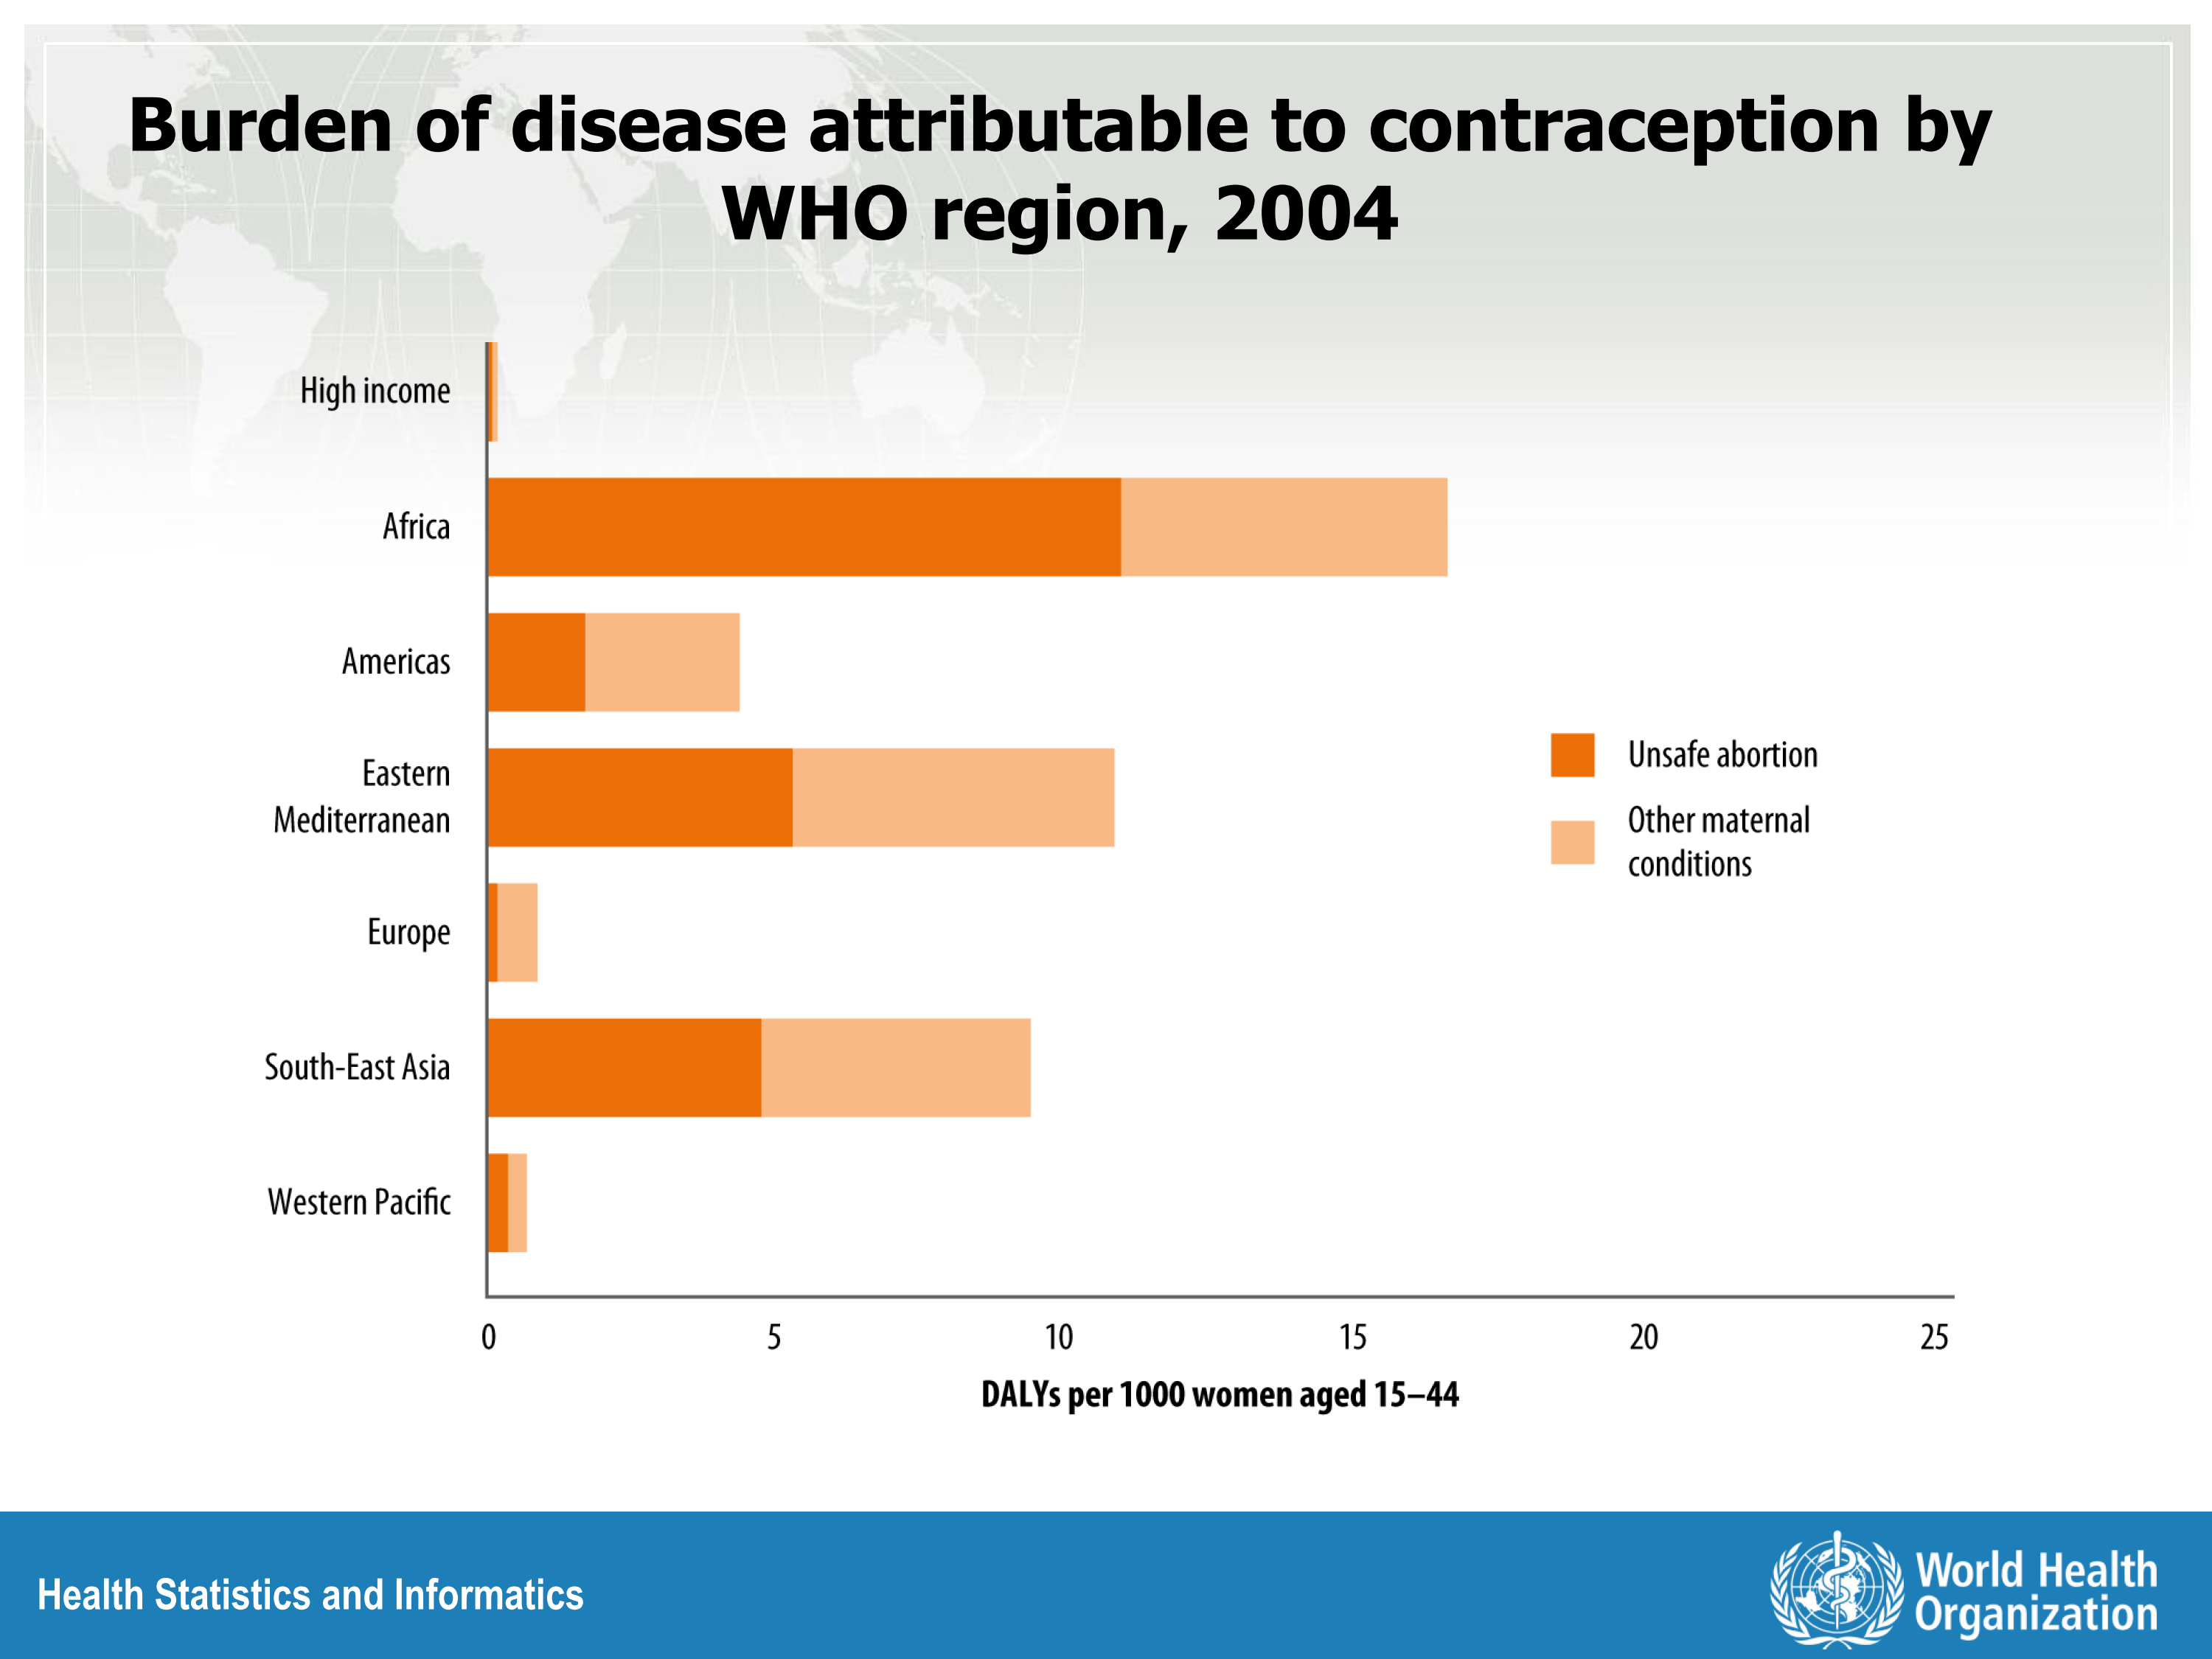 Burden of disease attributable to contraception by
WHO region, 2004
High income
Africa
Americas
Eastern
Mediterranean
Europe
South-East Asia
Western Pacific
Unsafe abortion
Other maternal
conditions
0 5 10 15 20 25
DALYs per 1000 women aged 15–44
Health Statistics and Informatics
World Health
Organization